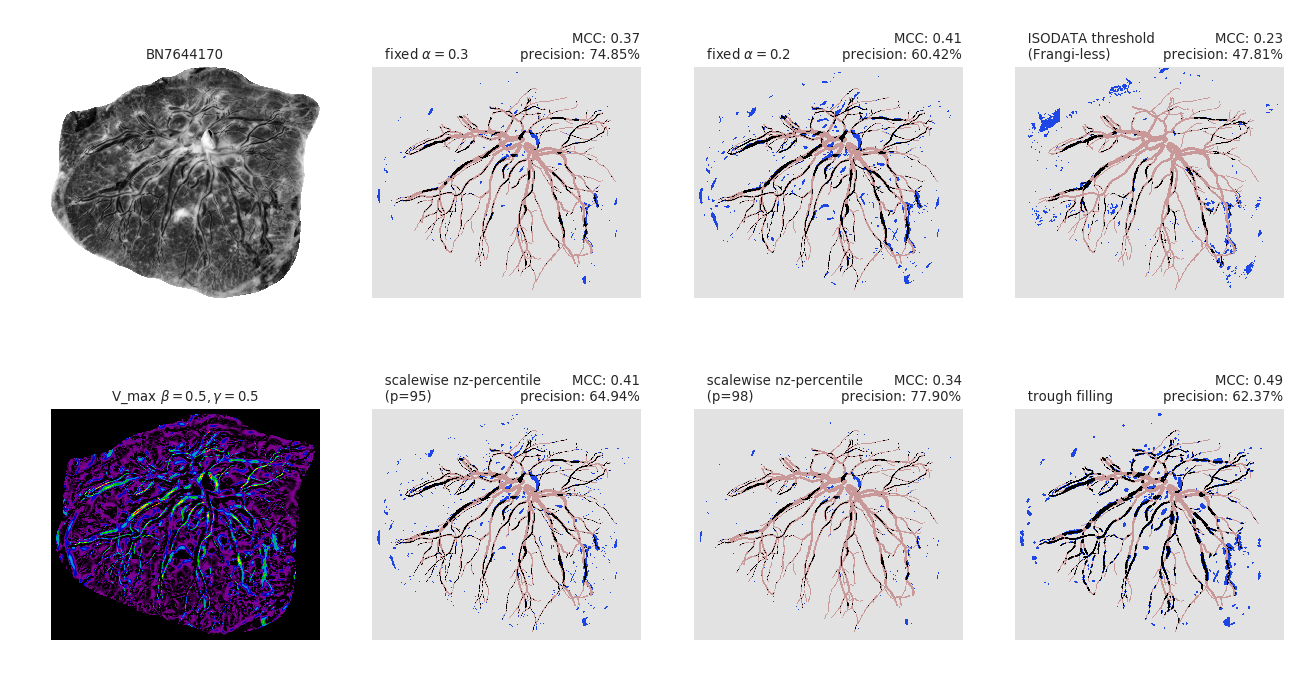 BN7644170
fixed α = 0.3
MCC: 0.37
precision: 74.85%
fixed α = 0.2
MCC: 0.41
precision: 60.42%
ISODATA threshold
(Frangi-less)
MCC: 0.23
precision: 47.81%
V_max β = 0.5, γ = 0.5
scalewise nz-percentile
(p=95)
MCC: 0.41
precision: 64.94%
scalewise nz-percentile
(p=98)
MCC: 0.34
precision: 77.90%
trough filling
MCC: 0.49
precision: 62.37%